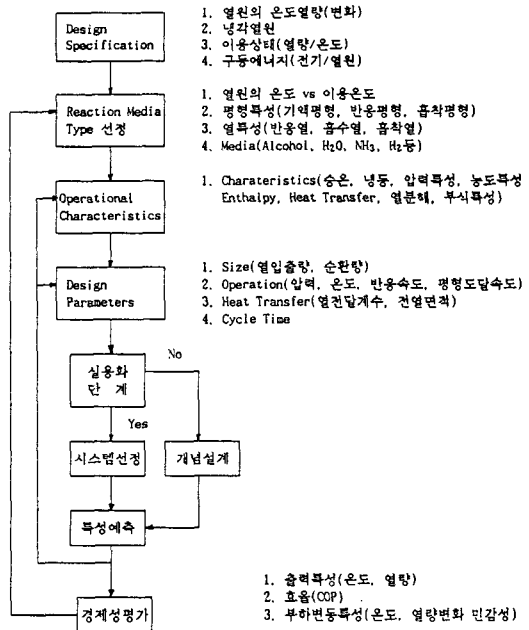 Design
Specification
1. 열원의 온도열량(변화)
2. 냉각열원
3. 이용상태(열량/온도)
4. 구동에너지(전기/열원)
Reaction Media
Type 선정
1. 열원의 온도 vs 이용온도
2. 평형특성(기액평형, 반응평형, 흡착평형)
3. 열특성(반응열, 흡수열, 흡착열)
4. Media(Alcohol, H₂O, NH₃, H₂등)
Operational
Characteristics
1. Charateristics(승온, 냉동, 압력특성, 농도특성
Enthalpy, Heat Transfer, 열분해, 부식특성)
Design
Parameters
1. Size(열입출량, 순환량)
2. Operation(압력, 온도, 반응속도, 평형도달속도)
3. Heat Transfer(열전달계수, 전열면적)
4. Cycle Time
실용화
단 계
No
Yes
시스템선정
개념설계
특성예측
경제성평가
1. 출력특성(온도, 열량)
2. 효율(COP)
3. 부하변동특성(온도, 열량변화 민감성)